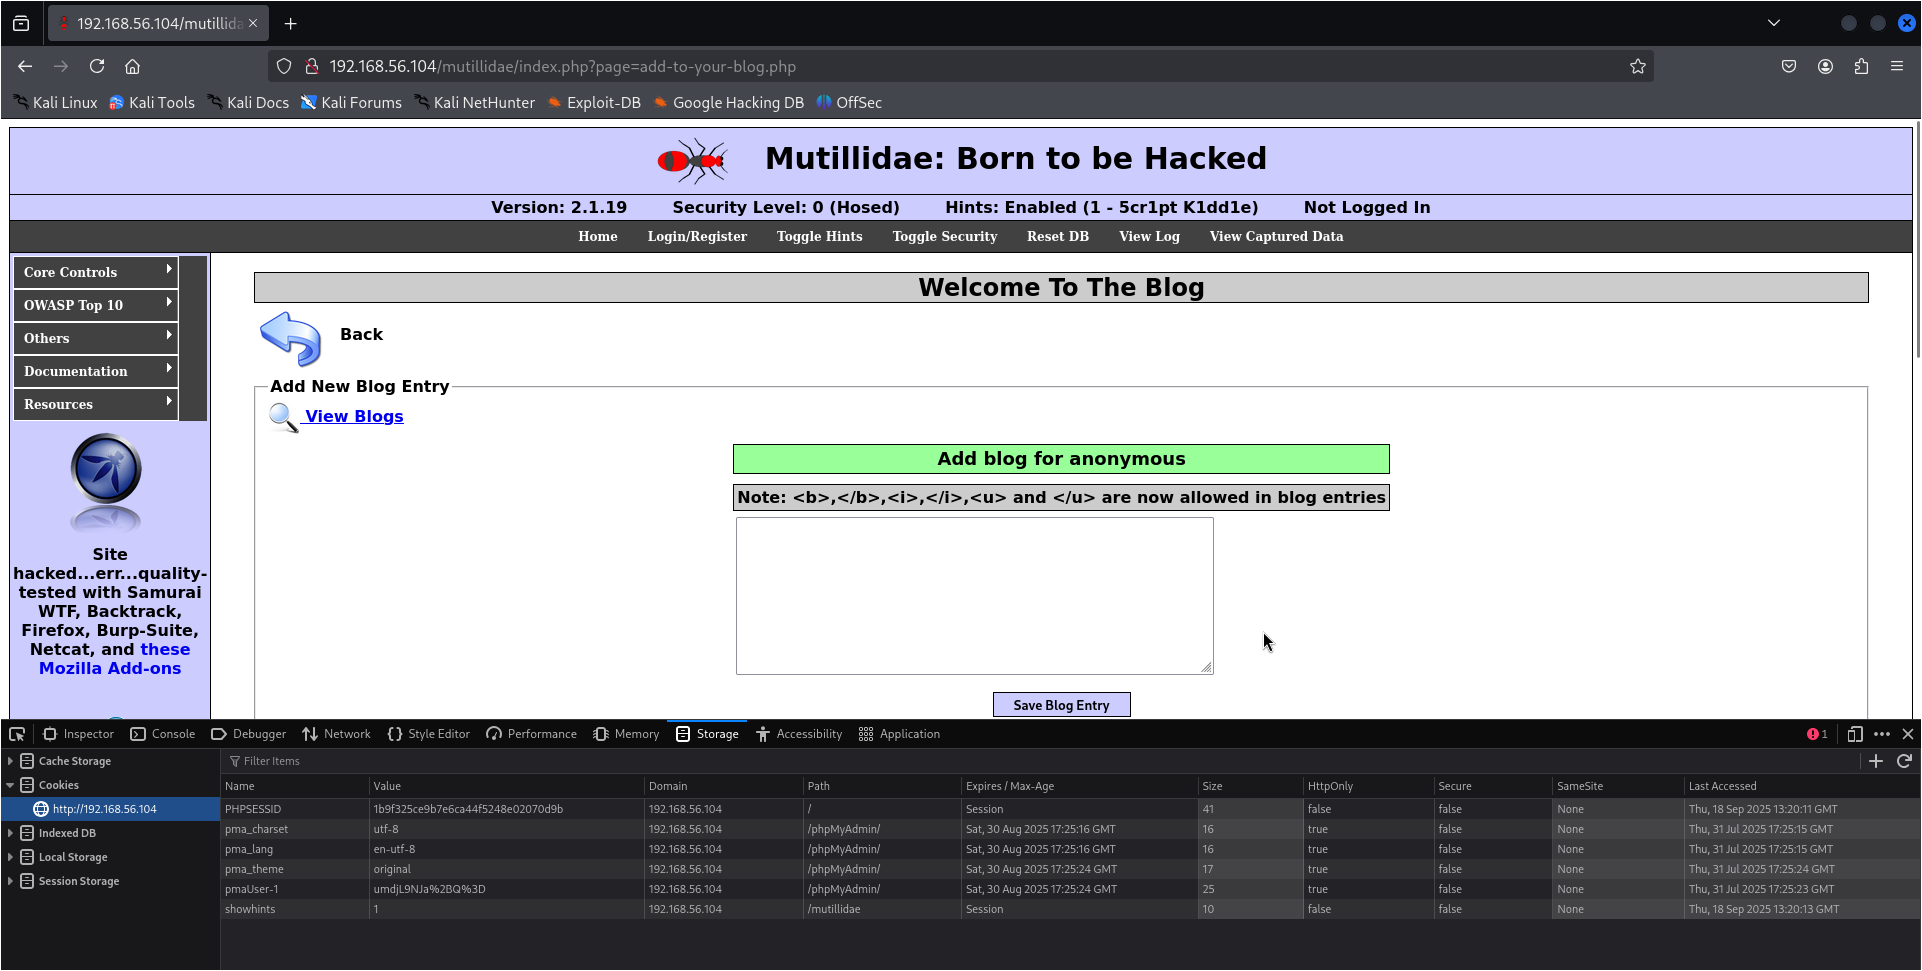 192.168.56.104/mutillida
192.168.56.104/mutillidae/index.php?page=add-to-your-blog.php
Kali Linux Kali Tools Kali Docs Kali Forums Kali NetHunter Exploit-DB Google Hacking DB OffSec
Mutillidae: Born to be Hacked
Version: 2.1.19 Security Level: 0 (Hosed) Hints: Enabled (1 - 5cr1pt K1dd1e) Not Logged In
Home Login/Register Toggle Hints Toggle Security Reset DB View Log View Captured Data
Core Controls
OWASP Top 10
Others
Documentation
Resources
Site
hacked...err...quality-
tested with Samurai
WTF, Backtrack,
Firefox, Burp-Suite,
Netcat, and these
Mozilla Add-ons
Welcome To The Blog
Back
Add New Blog Entry
View Blogs
Add blog for anonymous
Note: <b>,</b>,<i>,</i>,<u> and </u> are now allowed in blog entries
Save Blog Entry
Inspector Console Debugger Network Style Editor Performance Memory Storage Accessibility Application 1
Cache Storage
Cookies
http://192.168.56.104
Indexed DB
Local Storage
Session Storage
Filter Items
Name Value Domain Path Expires / Max-Age Size HttpOnly Secure SameSite Last Accessed
PHPSESSID 1b9f325ce9b7e6ca44f5248e02070d9b 192.168.56.104 / Session 41 false false None Thu, 18 Sep 2025 13:20:11 GMT
pma_charset utf-8 192.168.56.104 /phpMyAdmin/ Sat, 30 Aug 2025 17:25:16 GMT 16 true false None Thu, 31 Jul 2025 17:25:15 GMT
pma_lang en-utf-8 192.168.56.104 /phpMyAdmin/ Sat, 30 Aug 2025 17:25:16 GMT 16 true false None Thu, 31 Jul 2025 17:25:15 GMT
pma_theme original 192.168.56.104 /phpMyAdmin/ Sat, 30 Aug 2025 17:25:24 GMT 17 true false None Thu, 31 Jul 2025 17:25:24 GMT
pmaUser-1 umdjL9NJa%2BQ%3D 192.168.56.104 /phpMyAdmin/ Sat, 30 Aug 2025 17:25:24 GMT 25 true false None Thu, 31 Jul 2025 17:25:23 GMT
showhints 1 192.168.56.104 /mutillidae Session 10 false false None Thu, 18 Sep 2025 13:20:13 GMT